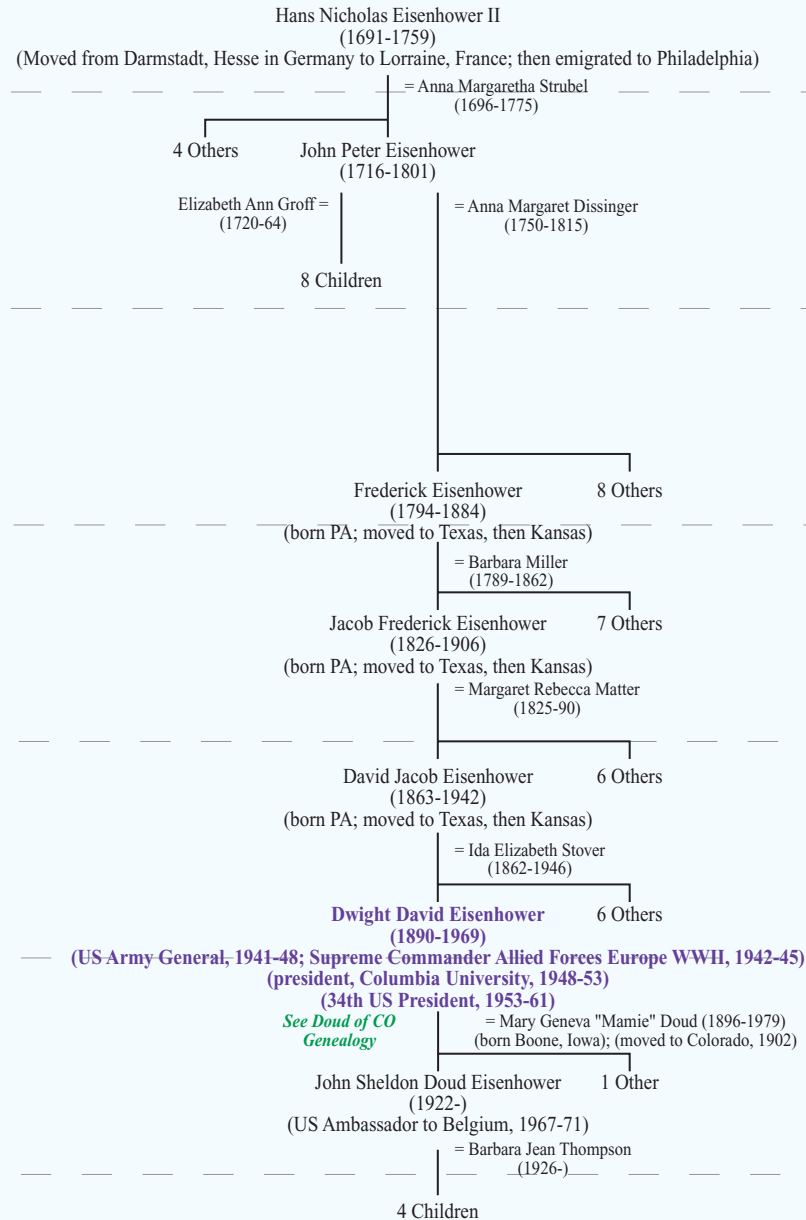 Hans Nicholas Eisenhower II
(1691-1759)
(Moved from Darmstadt, Hesse in Germany to Lorraine, France; then emigrated to Philadelphia)
= Anna Margaretha Strubel
(1696-1775)
4 Others
John Peter Eisenhower
(1716-1801)
Elizabeth Ann Groff =
(1720-64)
= Anna Margaret Dissinger
(1750-1815)
8 Children
Frederick Eisenhower
(1794-1884)
(born PA; moved to Texas, then Kansas)
8 Others
= Barbara Miller
(1789-1862)
Jacob Frederick Eisenhower
(1826-1906)
(born PA; moved to Texas, then Kansas)
7 Others
= Margaret Rebecca Matter
(1825-90)
David Jacob Eisenhower
(1863-1942)
(born PA; moved to Texas, then Kansas)
6 Others
= Ida Elizabeth Stover
(1862-1946)
Dwight David Eisenhower
(1890-1969)
6 Others
(US Army General, 1941-48; Supreme Commander Allied Forces Europe WWII, 1942-45)
(president, Columbia University, 1948-53)
(34th US President, 1953-61)
See Doud of CO
Genealogy
= Mary Geneva "Mamie" Doud (1896-1979)
(born Boone, Iowa); (moved to Colorado, 1902)
John Sheldon Doud Eisenhower
(1922-)
(US Ambassador to Belgium, 1967-71)
1 Other
= Barbara Jean Thompson
(1926-)
4 Children